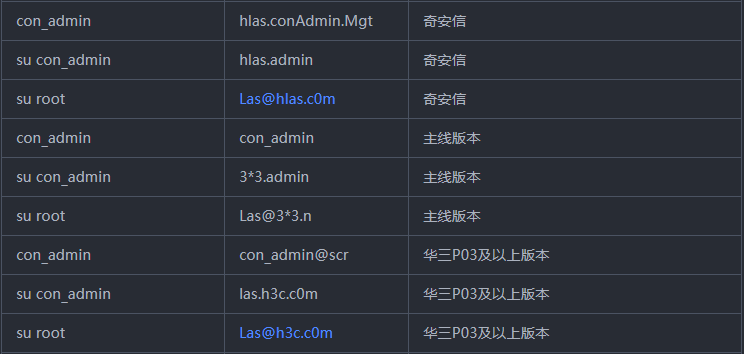 con_admin hlas.conAdmin.Mgt 奇安信
su con_admin hlas.admin 奇安信
su root Las@hlas.c0m 奇安信
con_admin con_admin 主线版本
su con_admin 3*3.admin 主线版本
su root Las@3*3.n 主线版本
con_admin con_admin@scr 华三P03及以上版本
su con_admin las.h3c.c0m 华三P03及以上版本
su root Las@h3c.c0m 华三P03及以上版本